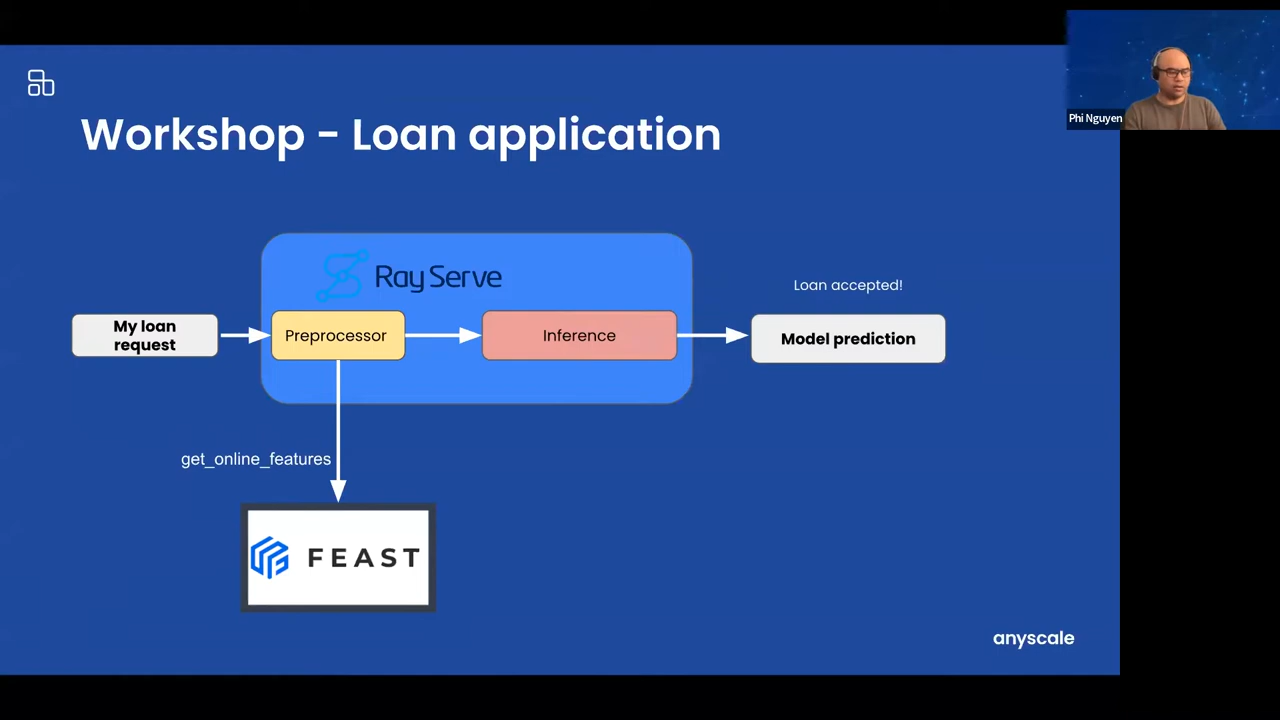 Phi Nguyen
Workshop - Loan application
Ray Serve
Loan accepted!
My loan
request
Preprocessor
Inference
Model prediction
get_online_features
FEAST
anyscale